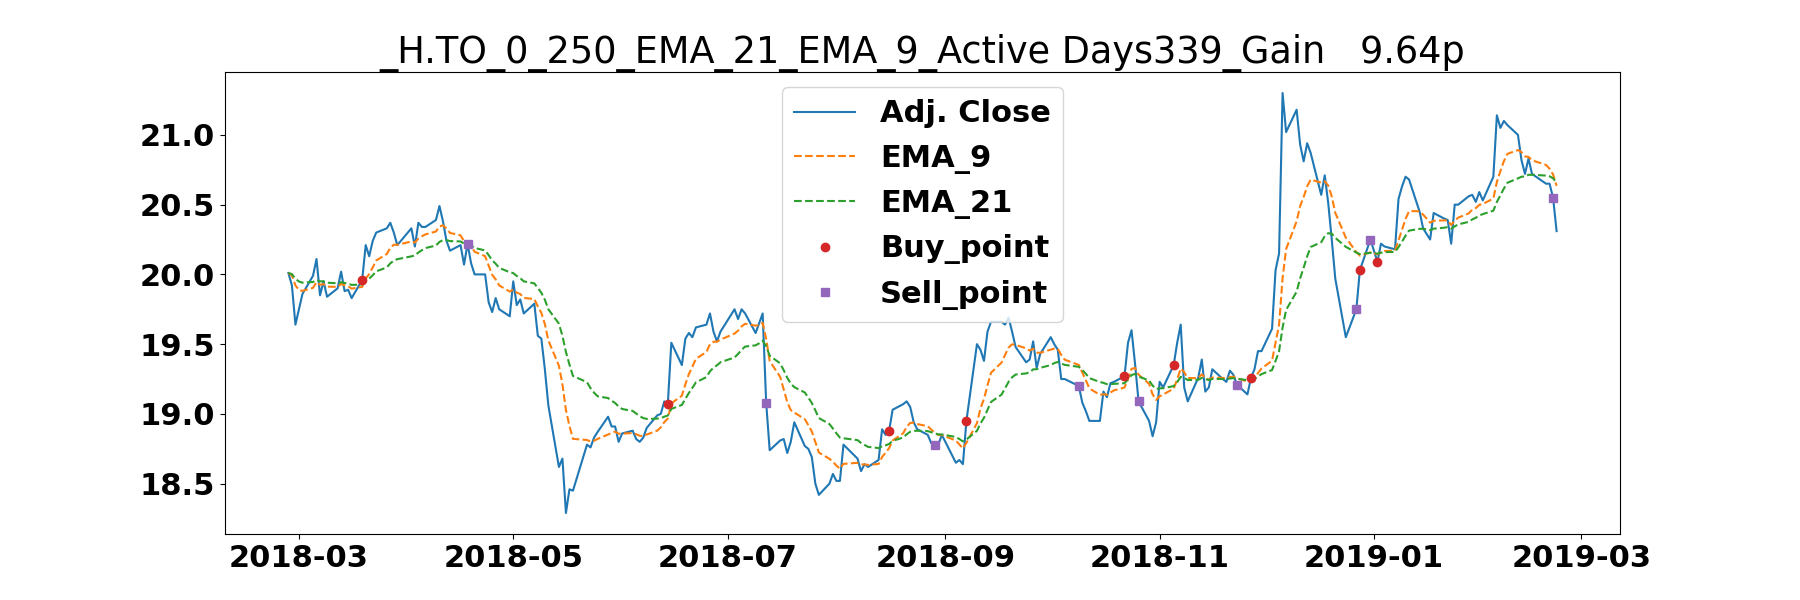 _H.TO_0_250_EMA_21_EMA_9_Active Days339_Gain   9.64p
Adj. Close
EMA_9
EMA_21
Buy_point
Sell_point
21.0
20.5
20.0
19.5
19.0
18.5
2018-03 2018-05 2018-07 2018-09 2018-11 2019-01 2019-03